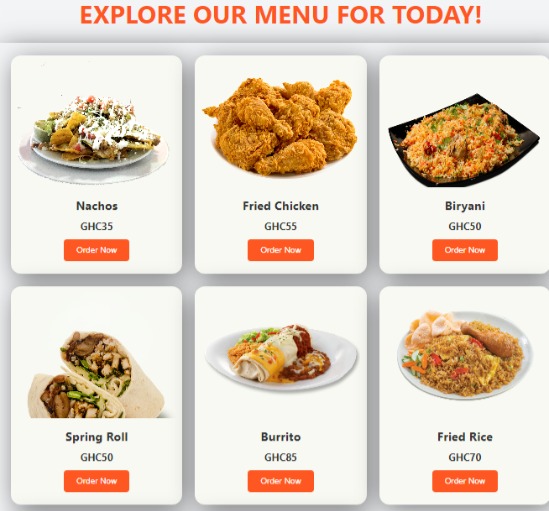 EXPLORE OUR MENU FOR TODAY!
Nachos
GHC35
Order Now
Fried Chicken
GHC55
Order Now
Biryani
GHC50
Order Now
Spring Roll
GHC50
Order Now
Burrito
GHC85
Order Now
Fried Rice
GHC70
Order Now